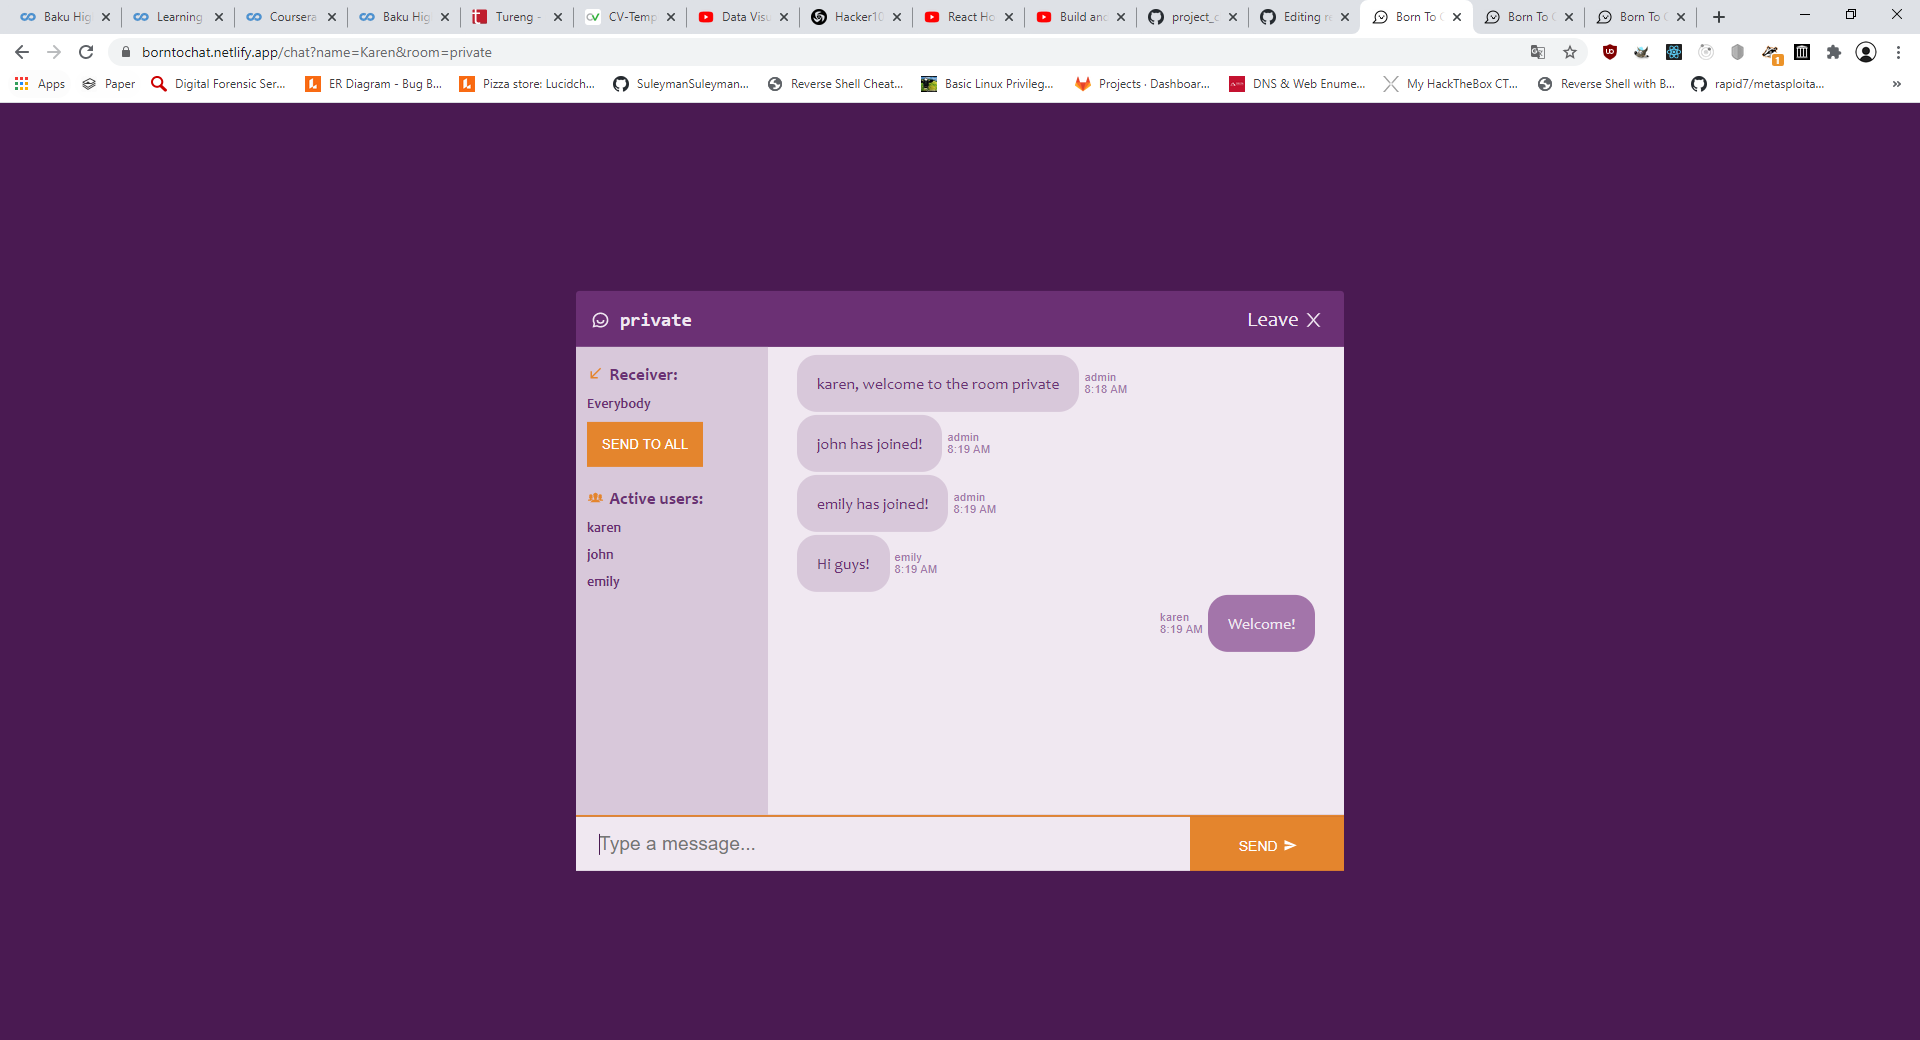 Baku Hig
Learning
Coursera
Baku Hig
Tureng -
CV-Temp
Data Visu
Hacker10
React Ho
Build and
project_c
Editing re
Born To C
Born To C
Born To C
borntochat.netlify.app/chat?name=Karen&room=private
1
Apps
Paper
Digital Forensic Ser...
ER Diagram - Bug B...
Pizza store: Lucidch...
SuleymanSuleyman...
Reverse Shell Cheat...
Basic Linux Privileg...
Projects · Dashboar...
DNS & Web Enume...
My HackTheBox CT...
Reverse Shell with B...
rapid7/metasploita...
»
private
Leave X
Receiver:
Everybody
SEND TO ALL
Active users:
karen
john
emily
karen, welcome to the room private
admin
8:18 AM
john has joined!
admin
8:19 AM
emily has joined!
admin
8:19 AM
Hi guys!
emily
8:19 AM
karen
8:19 AM
Welcome!
Type a message...
SEND